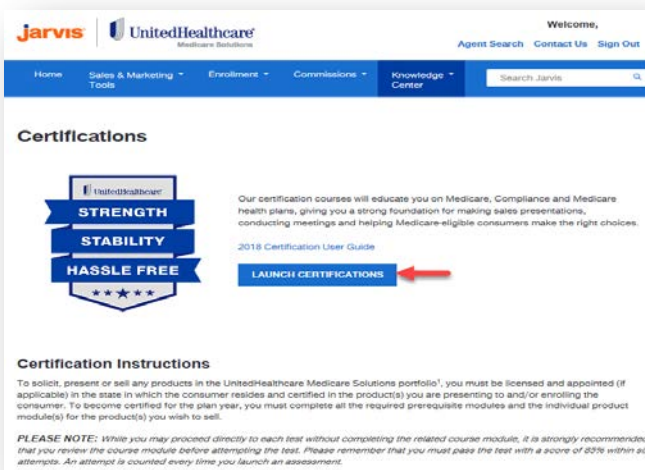 jarvis UnitedHealthcare Welcome,
Medicare Solutions
Agent Search Contact Us Sign Out
Home Sales & Marketing Tools Enrollment Commissions Knowledge Center Search Jarvis
Certifications
UnitedHealthcare
STRENGTH
STABILITY
HASSLE FREE
Our certification courses will educate you on Medicare, Compliance and Medicare
health plans, giving you a strong foundation for making sales presentations,
conducting meetings and helping Medicare-eligible consumers make the right choices.
2018 Certification User Guide
LAUNCH CERTIFICATIONS
Certification Instructions
To solicit, present or sell any products in the UnitedHealthcare Medicare Solutions portfolio¹, you must be licensed and appointed (if
applicable) in the state in which the consumer resides and certified in the product(s) you are presenting to and/or enrolling the
consumer. To become certified for the plan year, you must complete all the required prerequisite modules and the individual product
module(s) for the product(s) you wish to sell.
PLEASE NOTE: While you may proceed directly to each test without completing the related course module, it is strongly recommended
that you review the course module before attempting the test. Please remember that you must pass the test with a score of 85% within six
attempts. An attempt is counted every time you launch an assessment.